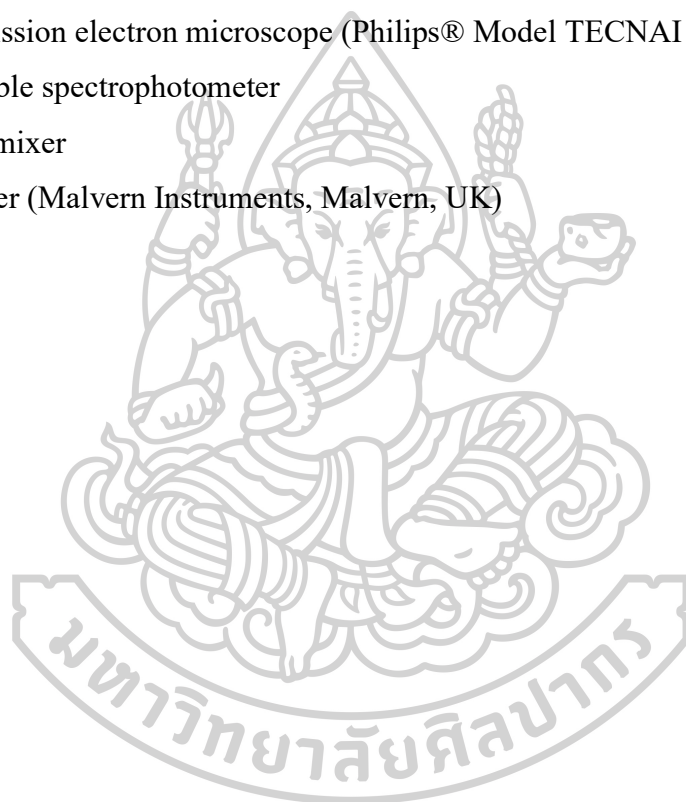 ssion electron microscope (Philips® Model TECNAI
ble spectrophotometer
mixer
er (Malvern Instruments, Malvern, UK)
มหาวิทยาลัยศิลปากร